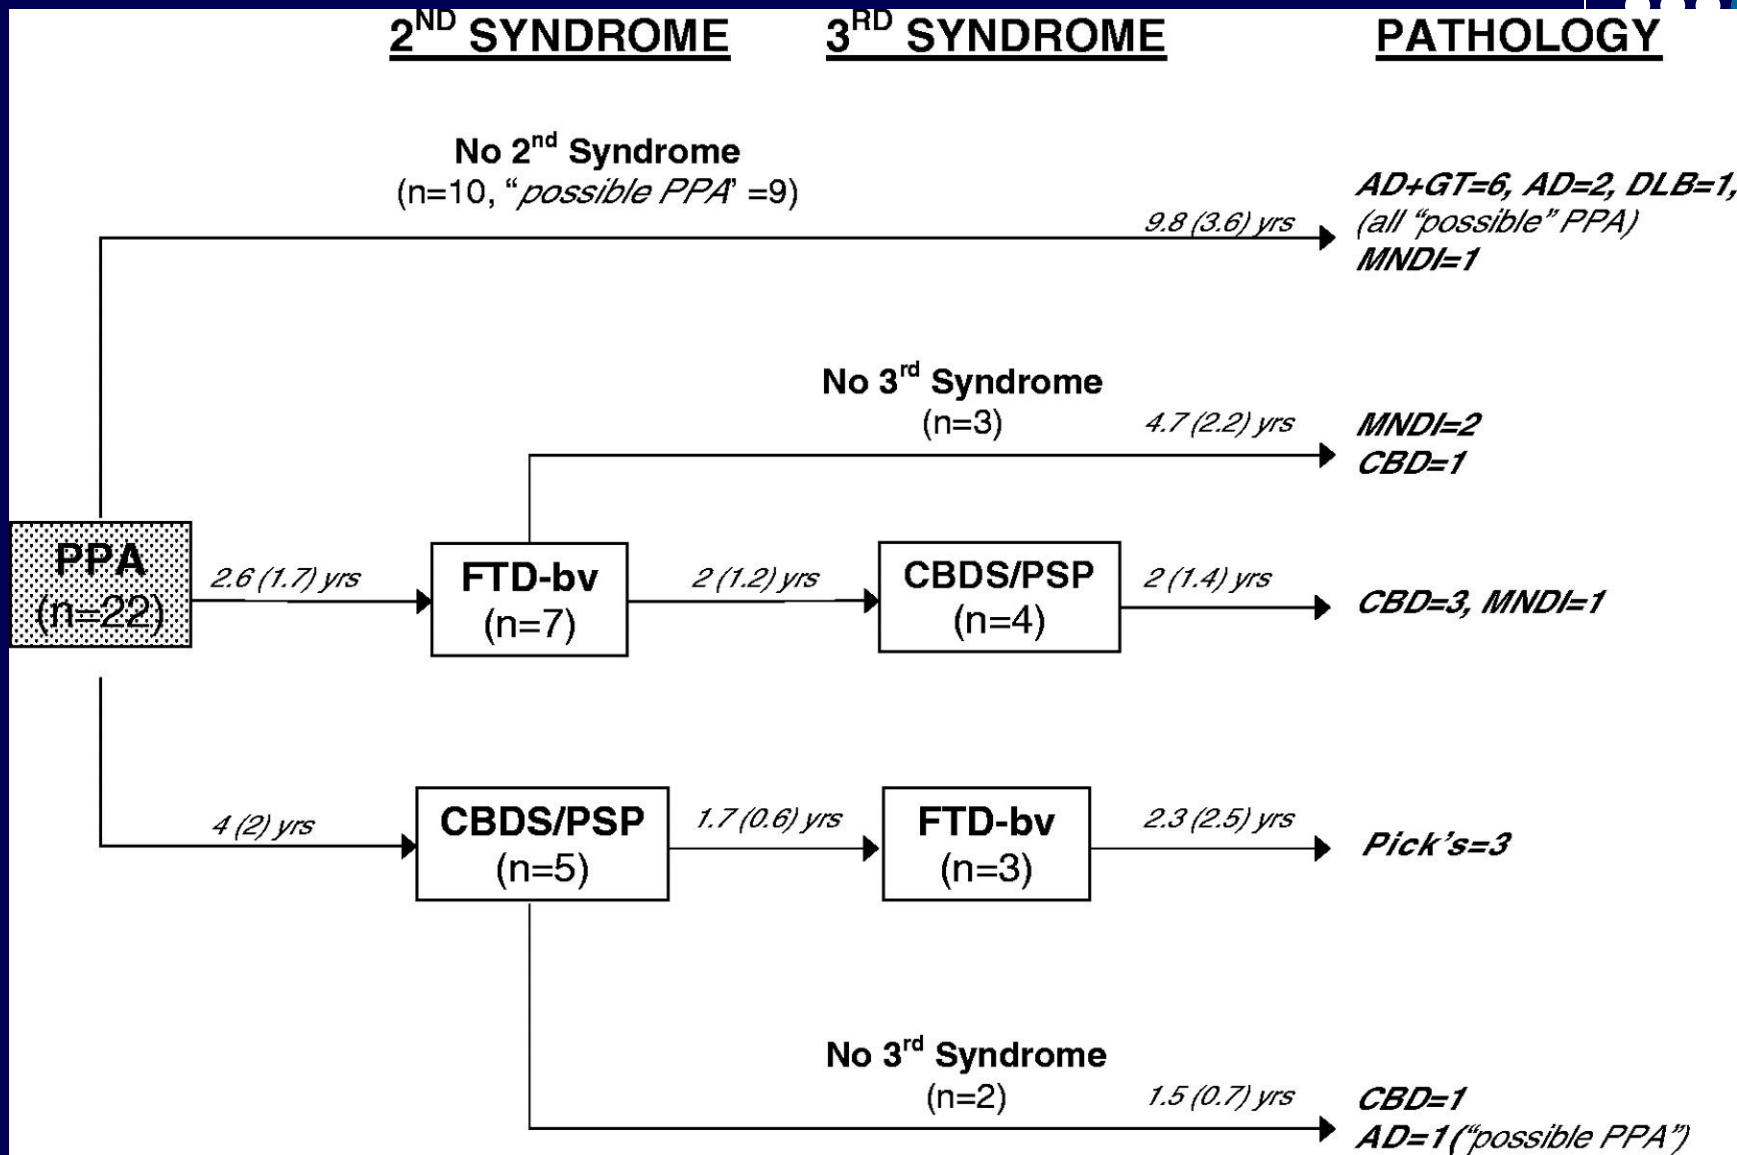 2ND SYNDROME
3RD SYNDROME
PATHOLOGY
No 2nd Syndrome
(n=10, “possible PPA’ =9)
9.8 (3.6) yrs
AD+GT=6, AD=2, DLB=1,
(all “possible” PPA)
MNDI=1
No 3rd Syndrome
(n=3)
4.7 (2.2) yrs
MNDI=2
CBD=1
PPA
(n=22)
2.6 (1.7) yrs
FTD-bv
(n=7)
2 (1.2) yrs
CBDS/PSP
(n=4)
2 (1.4) yrs
CBD=3, MNDI=1
4 (2) yrs
CBDS/PSP
(n=5)
1.7 (0.6) yrs
FTD-bv
(n=3)
2.3 (2.5) yrs
Pick’s=3
No 3rd Syndrome
(n=2)
1.5 (0.7) yrs
CBD=1
AD=1(“possible PPA”)